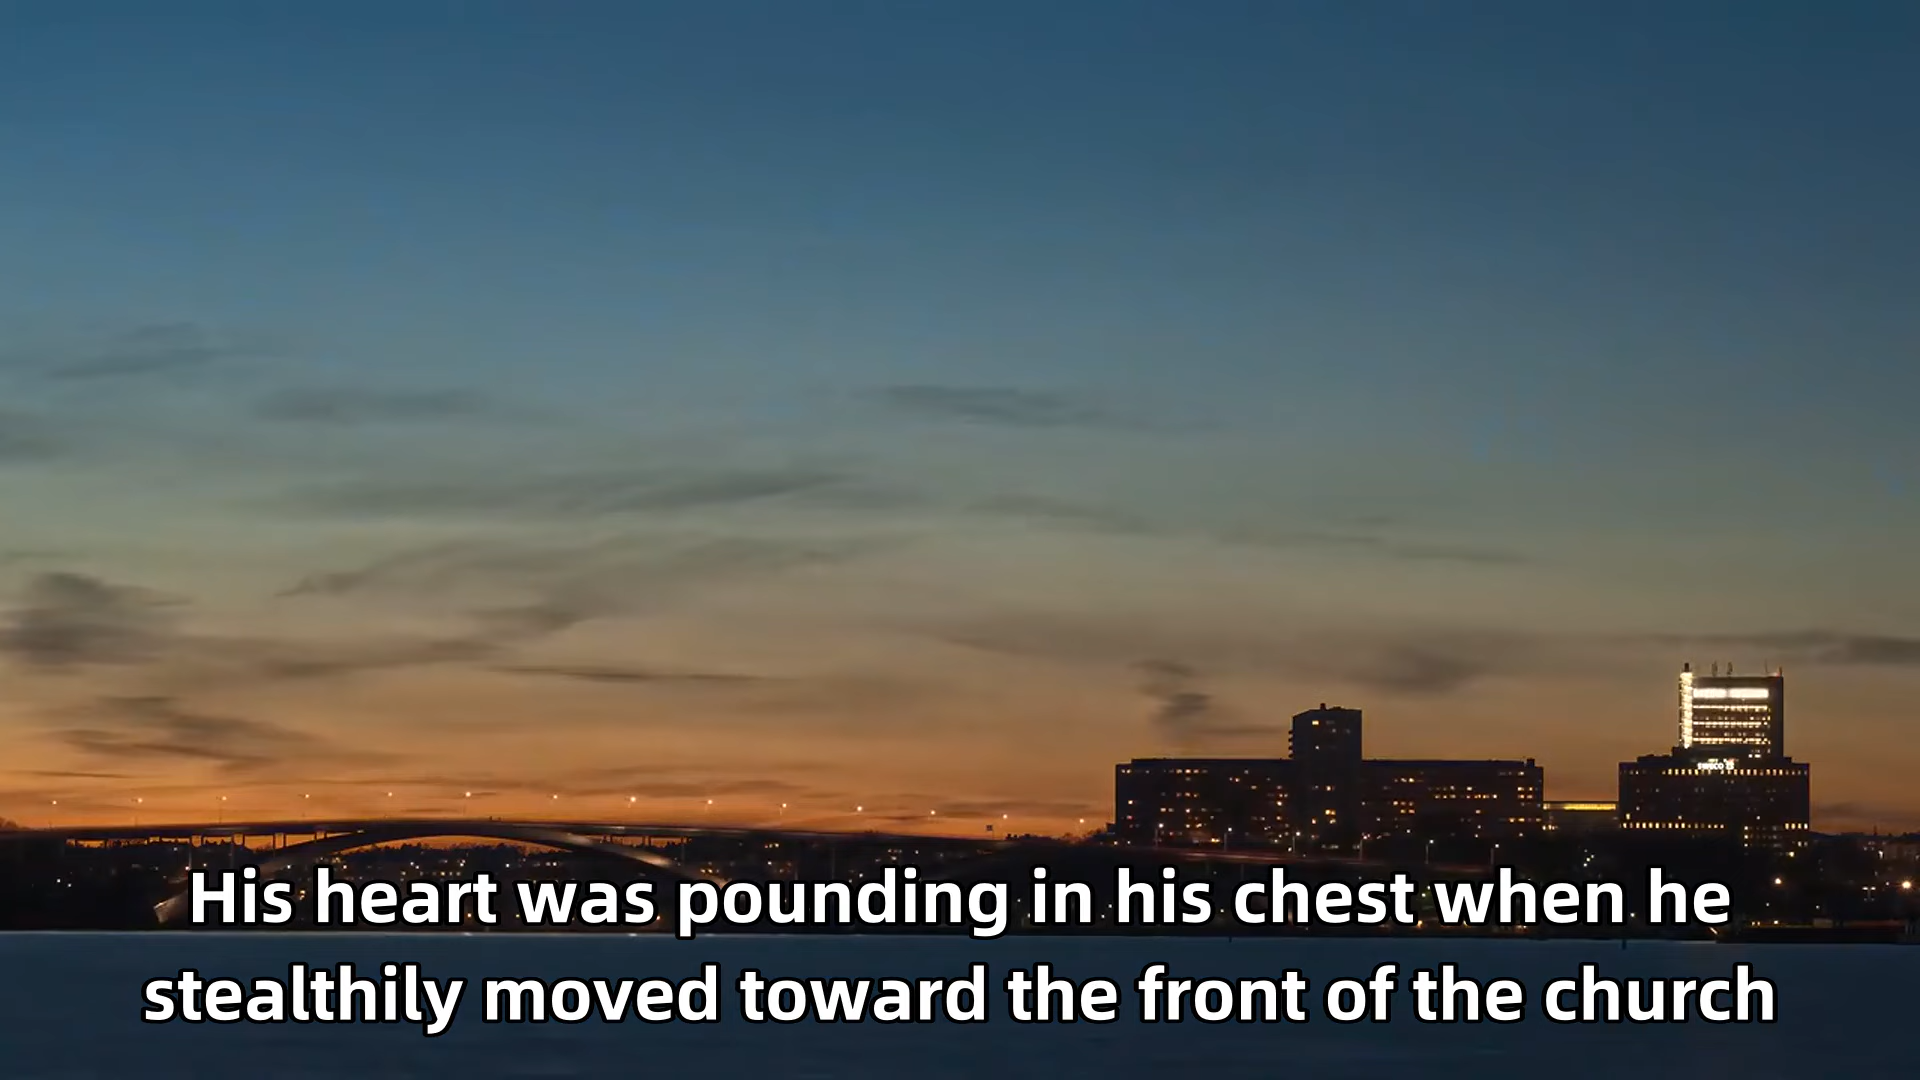 His heart was pounding in his chest when he
stealthily moved toward the front of the church